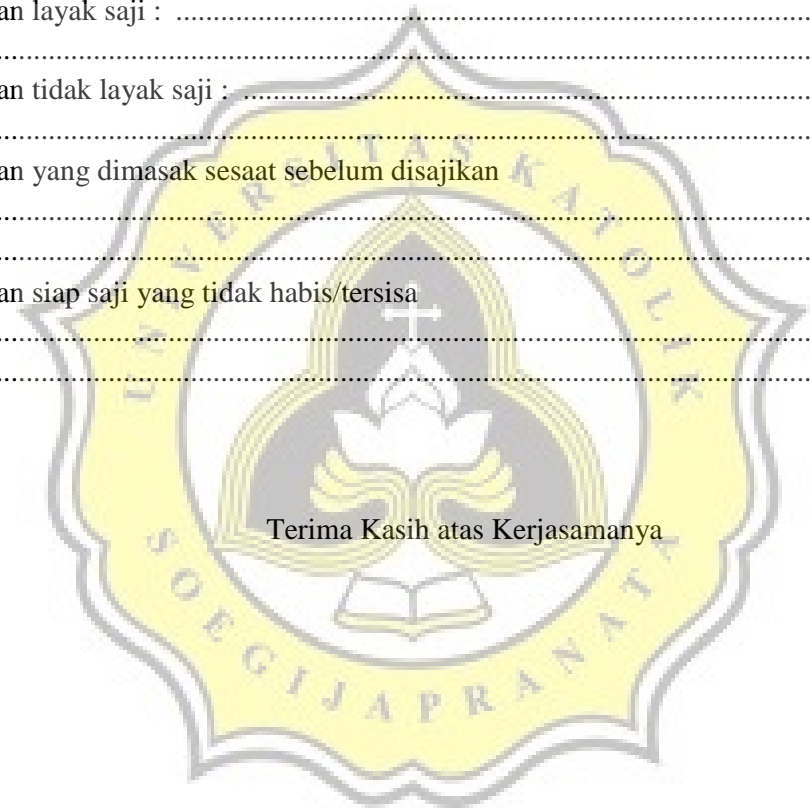 an layak saji : ................................................................................
................................................................................
an tidak layak saji : ................................................................................
................................................................................
an yang dimasak sesaat sebelum disajikan
................................................................................
................................................................................
an siap saji yang tidak habis/tersisa
................................................................................
................................................................................
Terima Kasih atas Kerjasamanya
UNIVERSITAS KATOLIK
SOEGIJAPRANATA